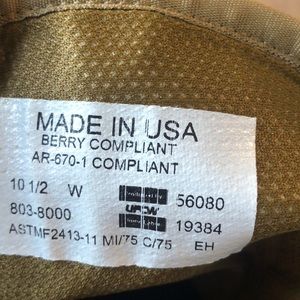 MADE IN USA
BERRY COMPLIANT
AR-670-1 COMPLIANT
10 1/2 W 56080
803-8000 UFCW 19384
ASTMF2413-11 MI/75 C/75 EH